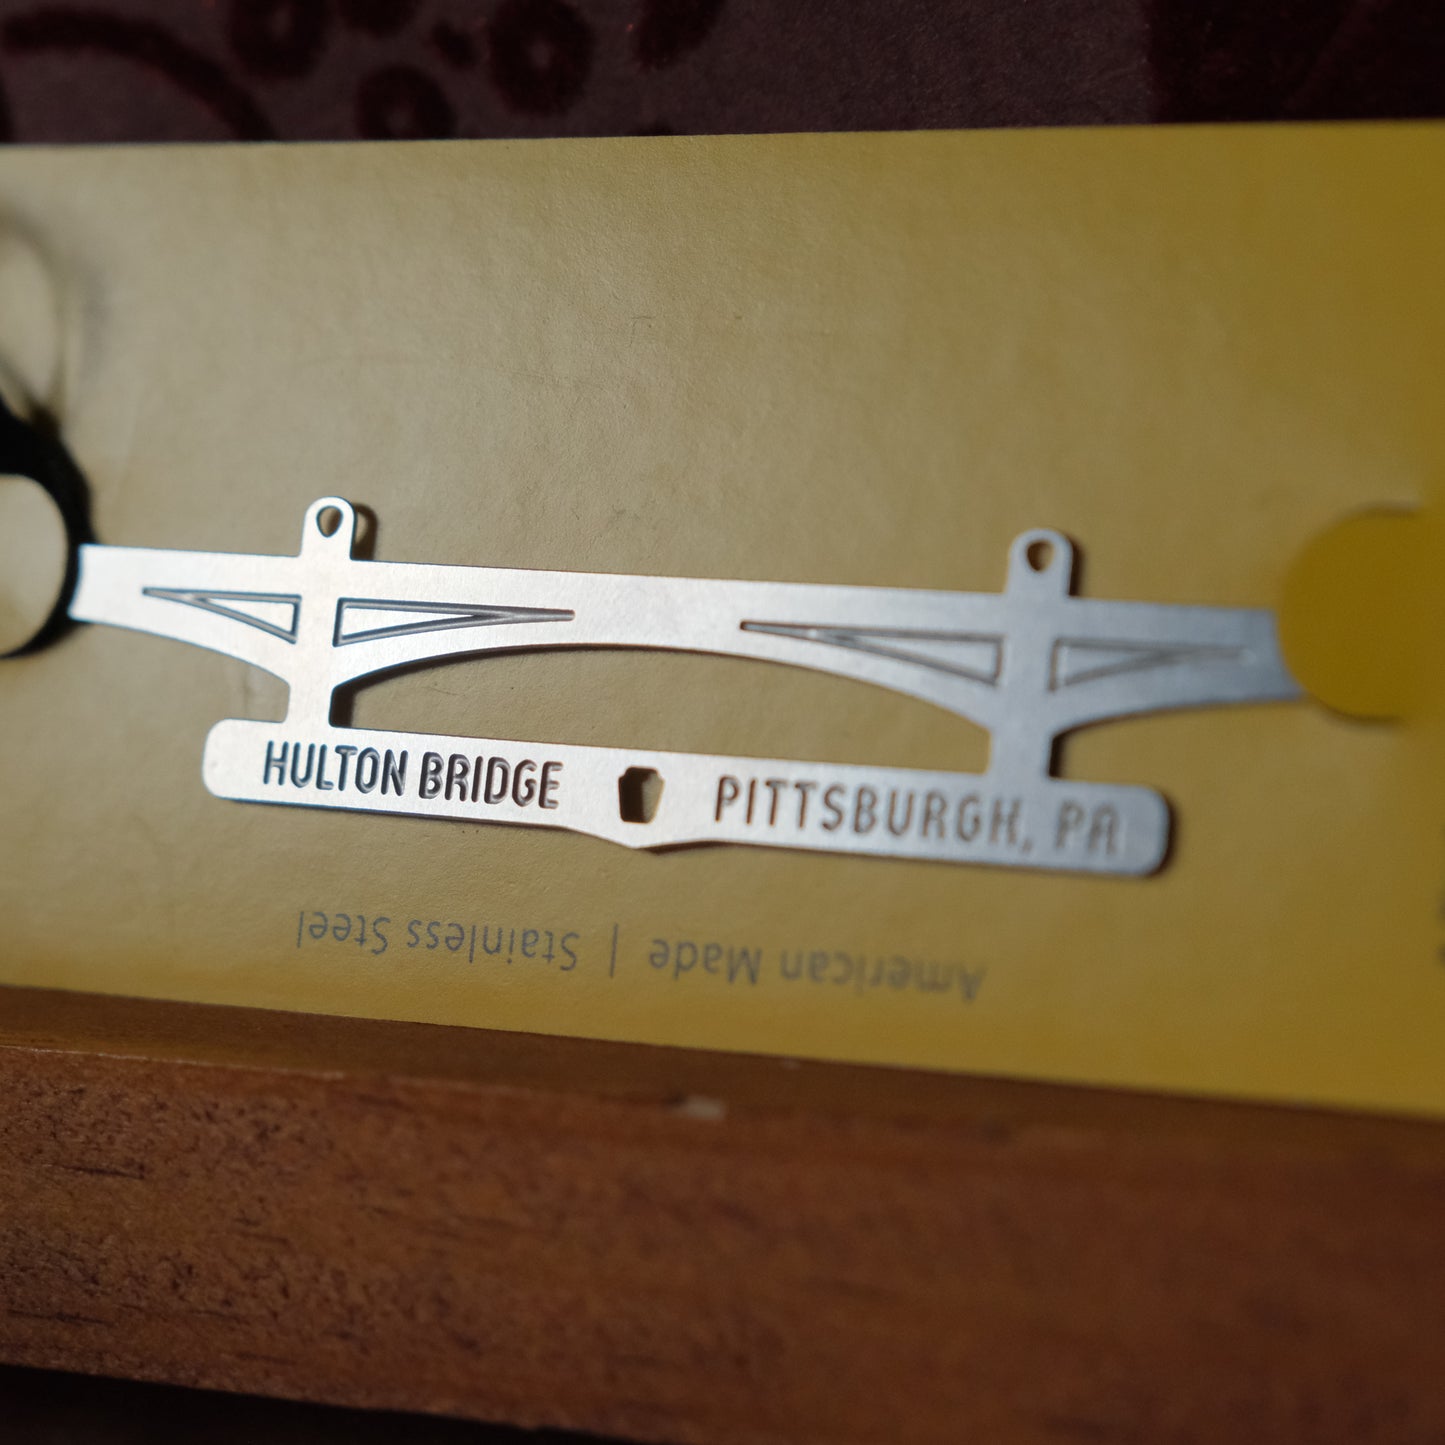 HULTON BRIDGE PITTSBURGH, PA
American Made | Stainless Steel